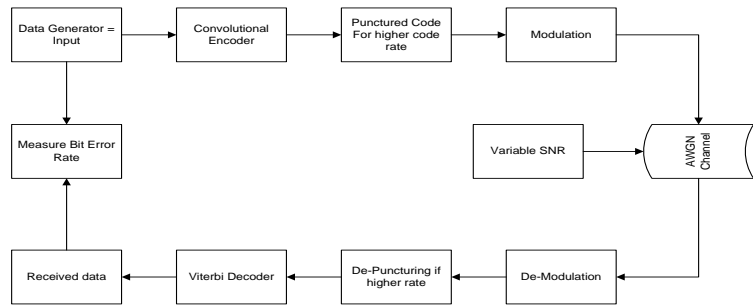 Data Generator =
Input
Convolutional
Encoder
Punctured Code
For higher code
rate
Modulation
Measure Bit Error
Rate
Variable SNR
AWGN
Channel
Received data
Viterbi Decoder
De-Puncturing if
higher rate
De-Modulation